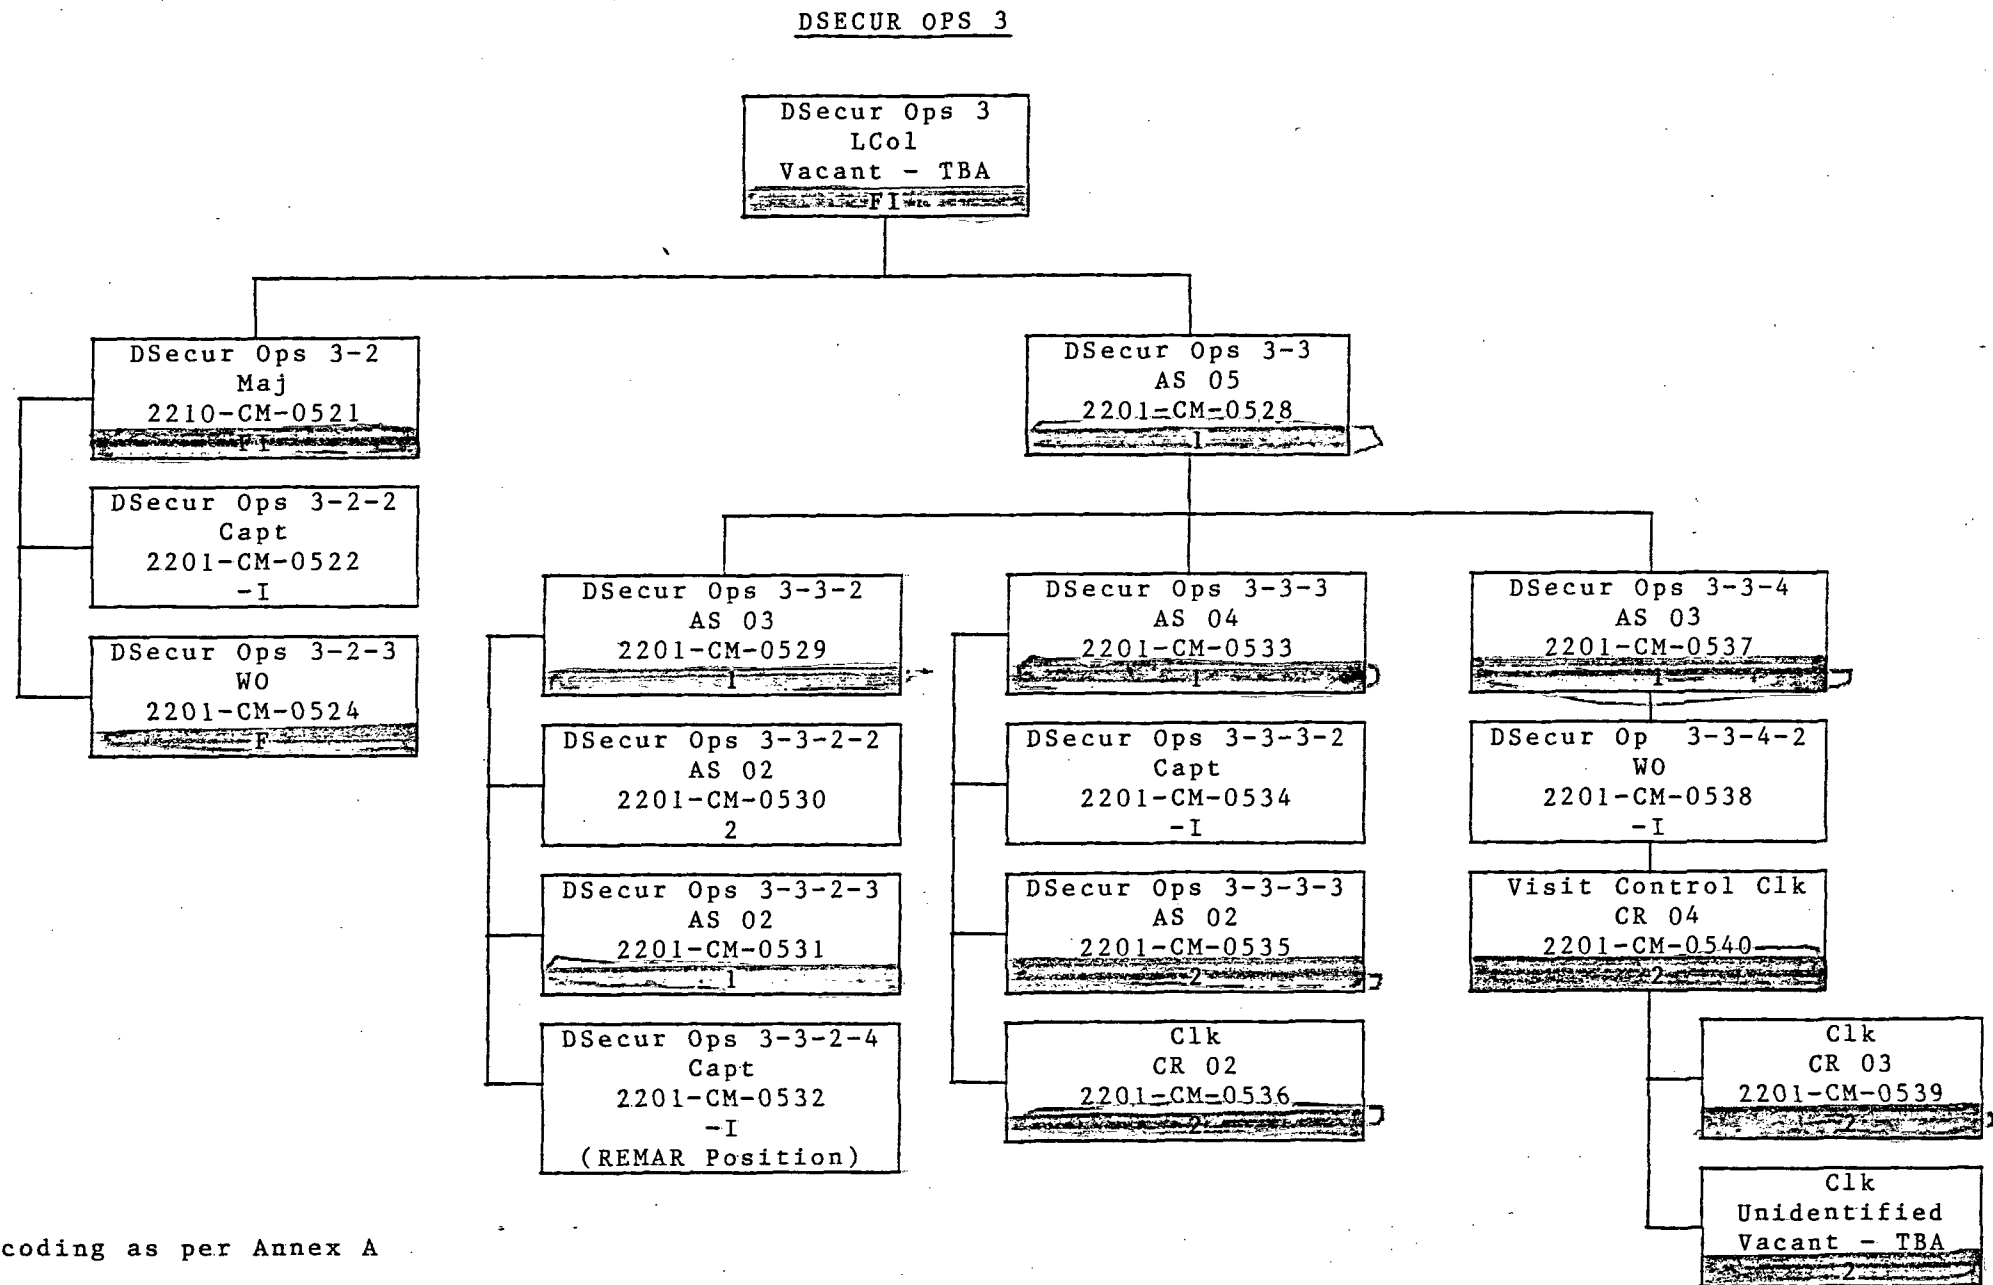 DSECUR OPS 3
DSecur Ops 3
LCol
Vacant - TBA
FI
DSecur Ops 3-2
Maj
2210-CM-0521
FI
DSecur Ops 3-2-2
Capt
2201-CM-0522
-I
DSecur Ops 3-2-3
WO
2201-CM-0524
F
DSecur Ops 3-3
AS 05
2201-CM-0528
1
DSecur Ops 3-3-2
AS 03
2201-CM-0529
1
DSecur Ops 3-3-2-2
AS 02
2201-CM-0530
2
DSecur Ops 3-3-2-3
AS 02
2201-CM-0531
1
DSecur Ops 3-3-2-4
Capt
2201-CM-0532
-I
(REMAR Position)
DSecur Ops 3-3-3
AS 04
2201-CM-0533
1
DSecur Ops 3-3-3-2
Capt
2201-CM-0534
-I
DSecur Ops 3-3-3-3
AS 02
2201-CM-0535
2
Clk
CR 02
2201-CM-0536
2
DSecur Ops 3-3-4
AS 03
2201-CM-0537
1
DSecur Op 3-3-4-2
WO
2201-CM-0538
-I
Visit Control Clk
CR 04
2201-CM-0540
2
Clk
CR 03
2201-CM-0539
2
Clk
Unidentified
Vacant - TBA
2
coding as per Annex A